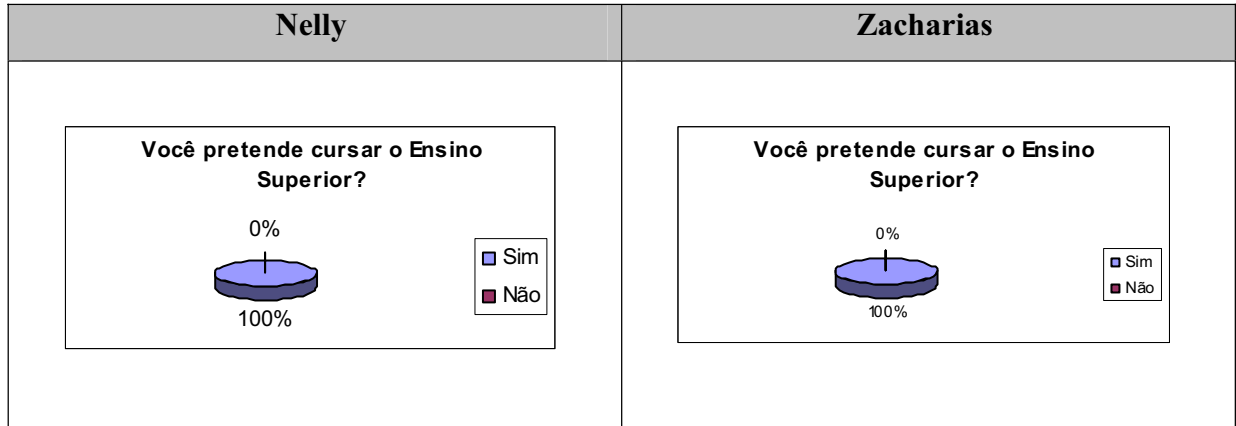 Nelly
Zacharias
Você pretende cursar o Ensino
Superior?
0%
100%
Sim
Não
Você pretende cursar o Ensino
Superior?
0%
100%
Sim
Não